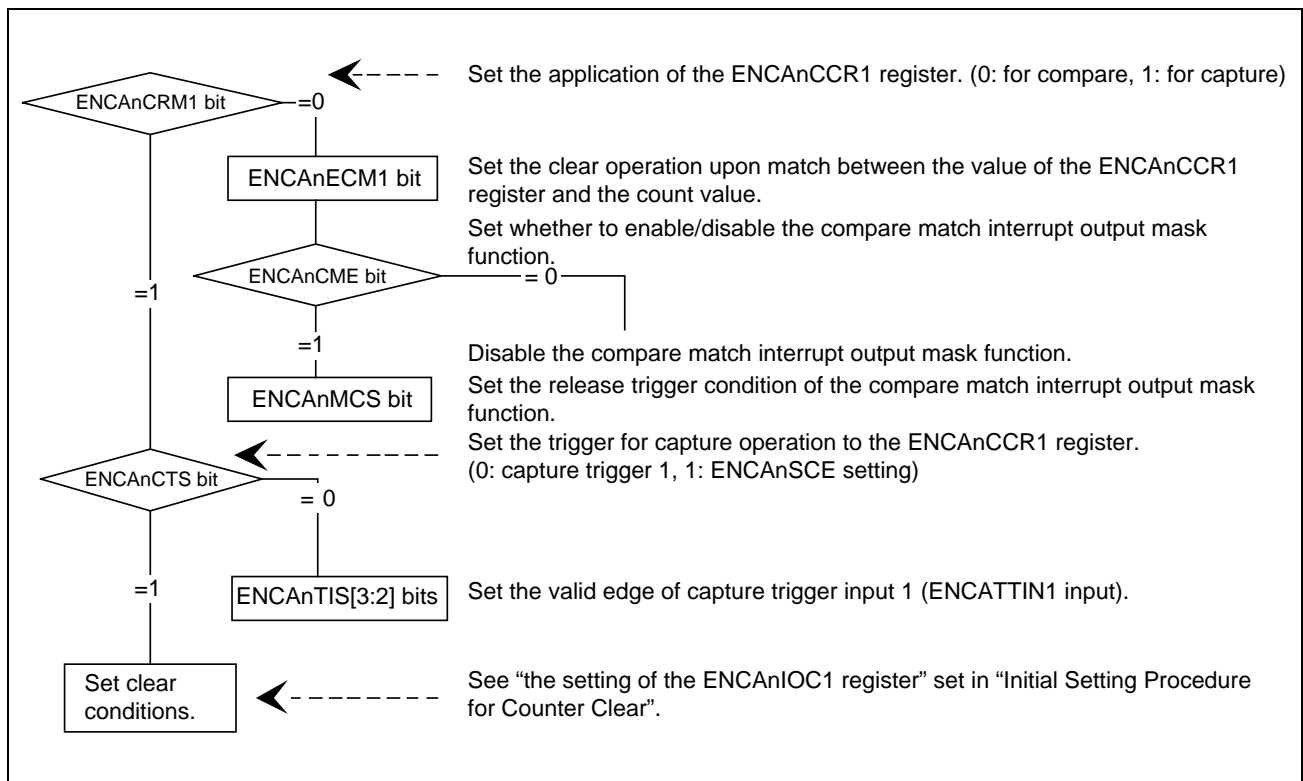 Set the application of the ENCAnCCR1 register. (0: for compare, 1: for capture)
ENCAnCRM1 bit
=0
ENCAnECM1 bit
Set the clear operation upon match between the value of the ENCAnCCR1
register and the count value.
Set whether to enable/disable the compare match interrupt output mask
function.
ENCAnCME bit
= 0
=1
=1
Disable the compare match interrupt output mask function.
ENCAnMCS bit
Set the release trigger condition of the compare match interrupt output mask
function.
Set the trigger for capture operation to the ENCAnCCR1 register.
(0: capture trigger 1, 1: ENCAnSCE setting)
ENCAnCTS bit
= 0
=1
ENCAnTIS[3:2] bits
Set the valid edge of capture trigger input 1 (ENCATTIN1 input).
Set clear
conditions.
See “the setting of the ENCAnIOC1 register” set in “Initial Setting Procedure
for Counter Clear”.